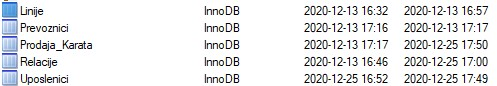 Linije InnoDB 2020-12-13 16:32 2020-12-13 16:57
Prevoznici InnoDB 2020-12-13 17:16 2020-12-13 17:17
Prodaja_Karata InnoDB 2020-12-13 17:17 2020-12-25 17:50
Relacije InnoDB 2020-12-13 16:46 2020-12-25 17:00
Uposlenici InnoDB 2020-12-25 16:52 2020-12-25 17:49